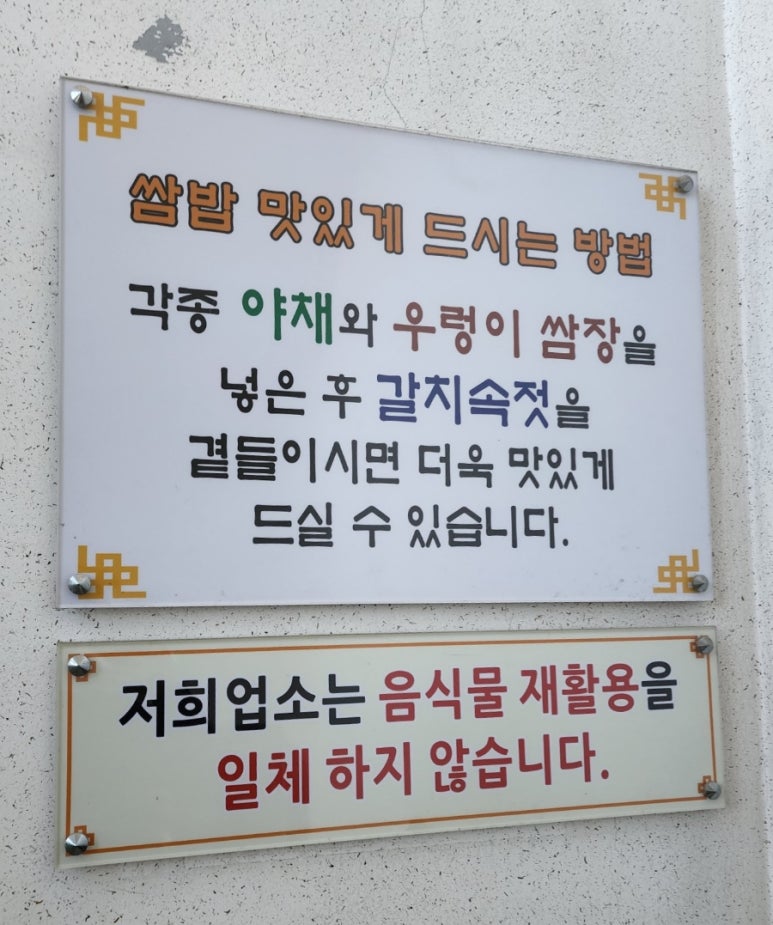 쌈밥 맛있게 드시는 방법
각종 야채와 우렁이 쌈장을
넣은 후 갈치속젓을
곁들이시면 더욱 맛있게
드실 수 있습니다.
저희업소는 음식물 재활용을
일체 하지 않습니다.